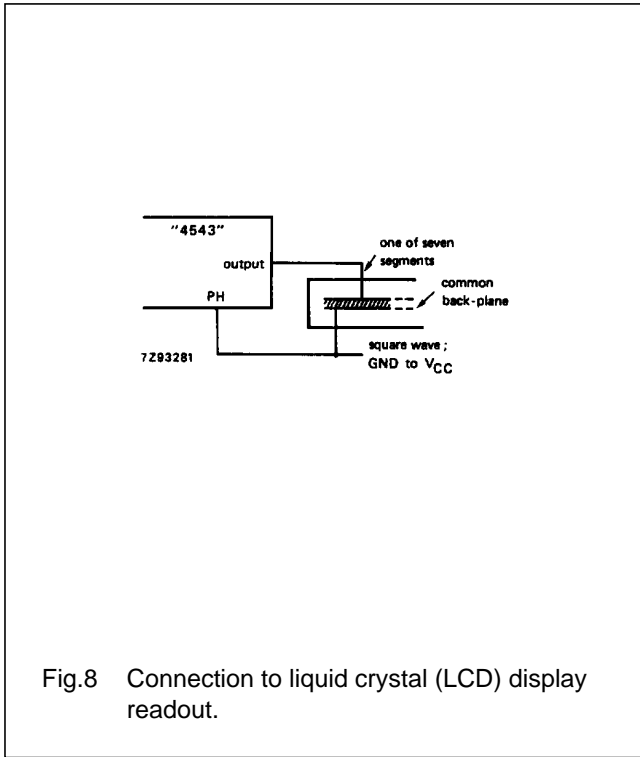 "4543"
output
PH
7Z93281
one of seven
segments
common
back-plane
square wave;
GND to VCC
Fig.8 Connection to liquid crystal (LCD) display
readout.